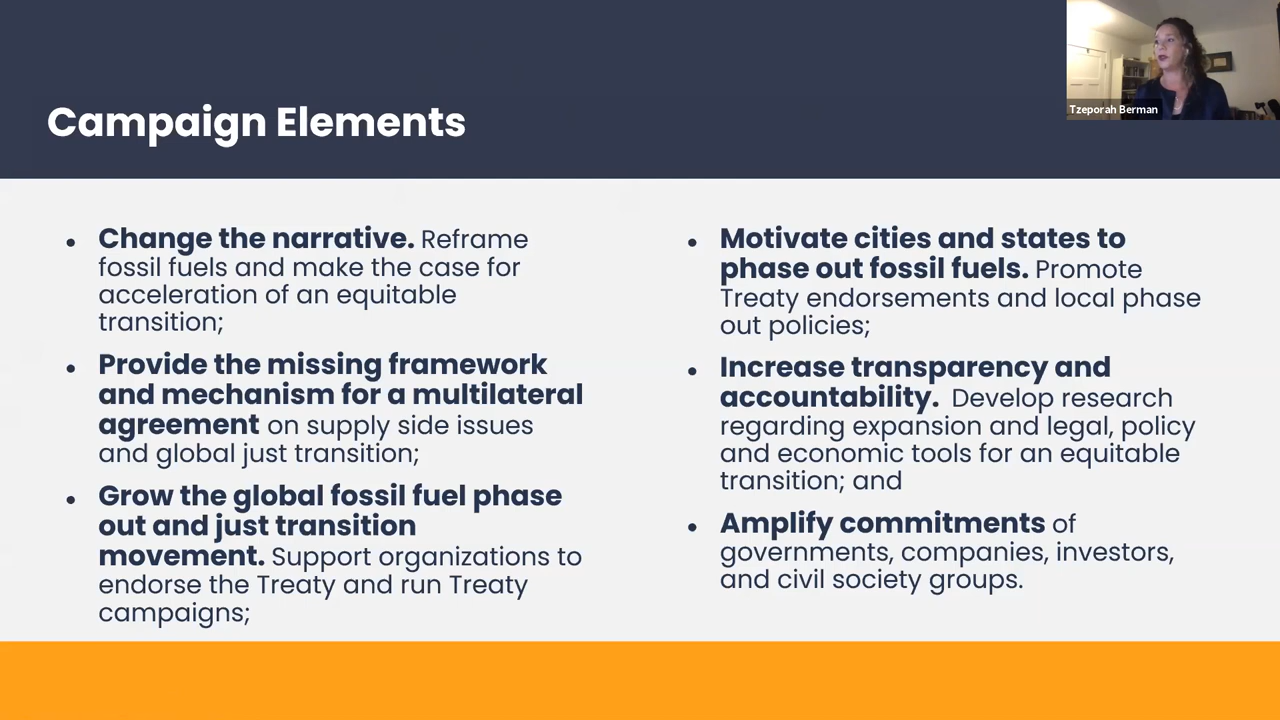 Tzeporah Berman
Campaign Elements
• Change the narrative. Reframe
fossil fuels and make the case for
acceleration of an equitable
transition;
• Provide the missing framework
and mechanism for a multilateral
agreement on supply side issues
and global just transition;
• Grow the global fossil fuel phase
out and just transition
movement. Support organizations to
endorse the Treaty and run Treaty
campaigns;
• Motivate cities and states to
phase out fossil fuels. Promote
Treaty endorsements and local phase
out policies;
• Increase transparency and
accountability. Develop research
regarding expansion and legal, policy
and economic tools for an equitable
transition; and
• Amplify commitments of
governments, companies, investors,
and civil society groups.